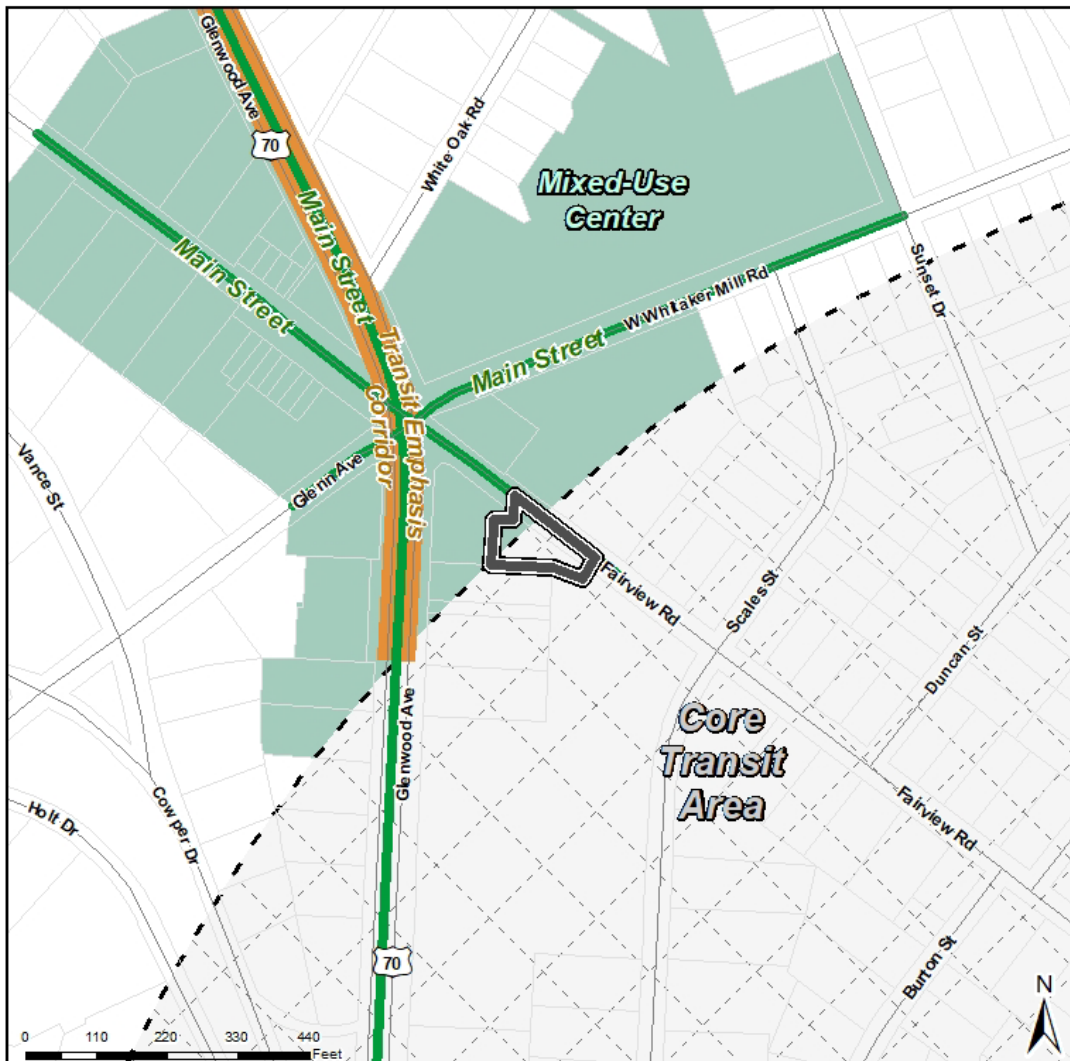 Glenwood Ave
70
White Oak Rd
Mixed-Use
Center
Main Street
Main Street
Sunset Dr
W Whitaker Mill Rd
Main Street
Transit Emphasis
Corridor
Glenn Ave
Vance St
Fairview Rd
Scales St
Duncan St
Core
Transit
Area
Glenwood Ave
Holt Dr
Cowper Dr
Fairview Rd
70
Burton St
N
0 110 220 330 440
Feet